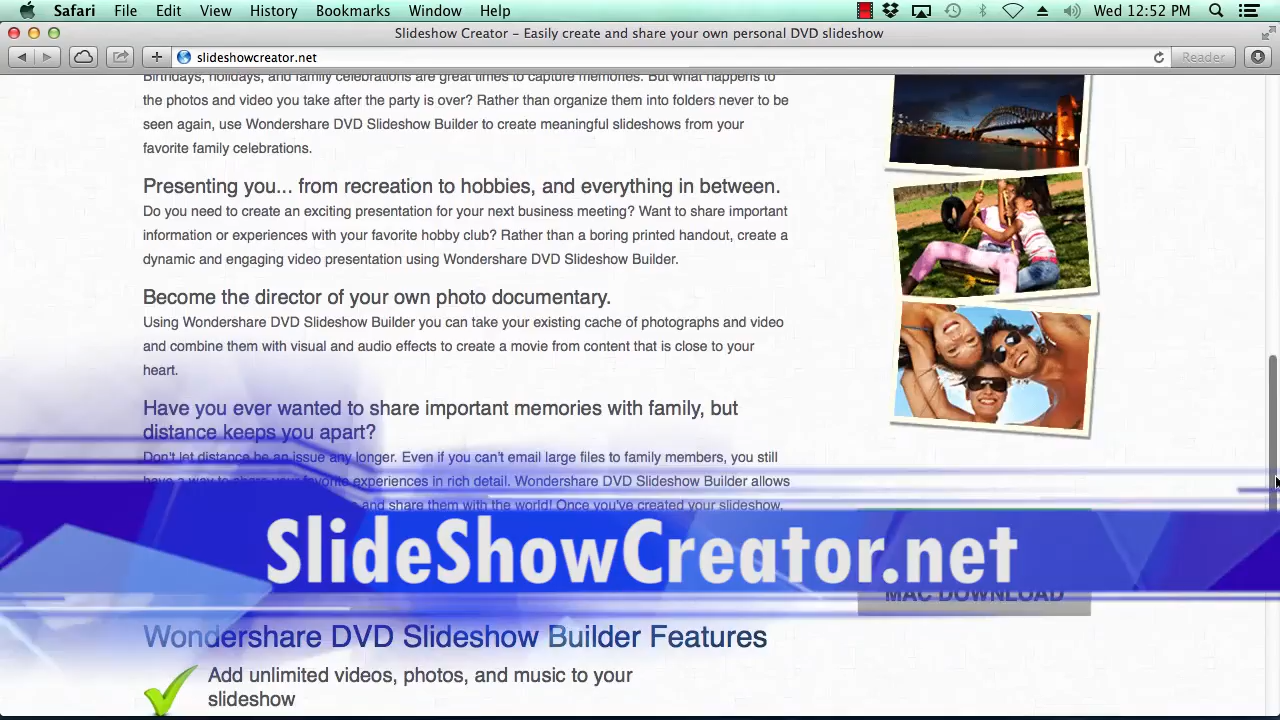 Safari File Edit View History Bookmarks Window Help Wed 12:52 PM
Slideshow Creator – Easily create and share your own personal DVD slideshow
slideshowcreator.net Reader
Birthdays, holidays, and family celebrations are great times to capture memories. But what happens to
the photos and video you take after the party is over? Rather than organize them into folders never to be
seen again, use Wondershare DVD Slideshow Builder to create meaningful slideshows from your
favorite family celebrations.
Presenting you... from recreation to hobbies, and everything in between.
Do you need to create an exciting presentation for your next business meeting? Want to share important
information or experiences with your favorite hobby club? Rather than a boring printed handout, create a
dynamic and engaging video presentation using Wondershare DVD Slideshow Builder.
Become the director of your own photo documentary.
Using Wondershare DVD Slideshow Builder you can take your existing cache of photographs and video
and combine them with visual and audio effects to create a movie from content that is close to your
heart.
Have you ever wanted to share important memories with family, but
distance keeps you apart?
Don't let distance be an issue any longer. Even if you can't email large files to family members, you still
have a way to share your favorite experiences in rich detail. Wondershare DVD Slideshow Builder allows
and share them with the world! Once you've created your slideshow,
SlideShowCreator.net
MAC DOWNLOAD
Wondershare DVD Slideshow Builder Features
Add unlimited videos, photos, and music to your
slideshow